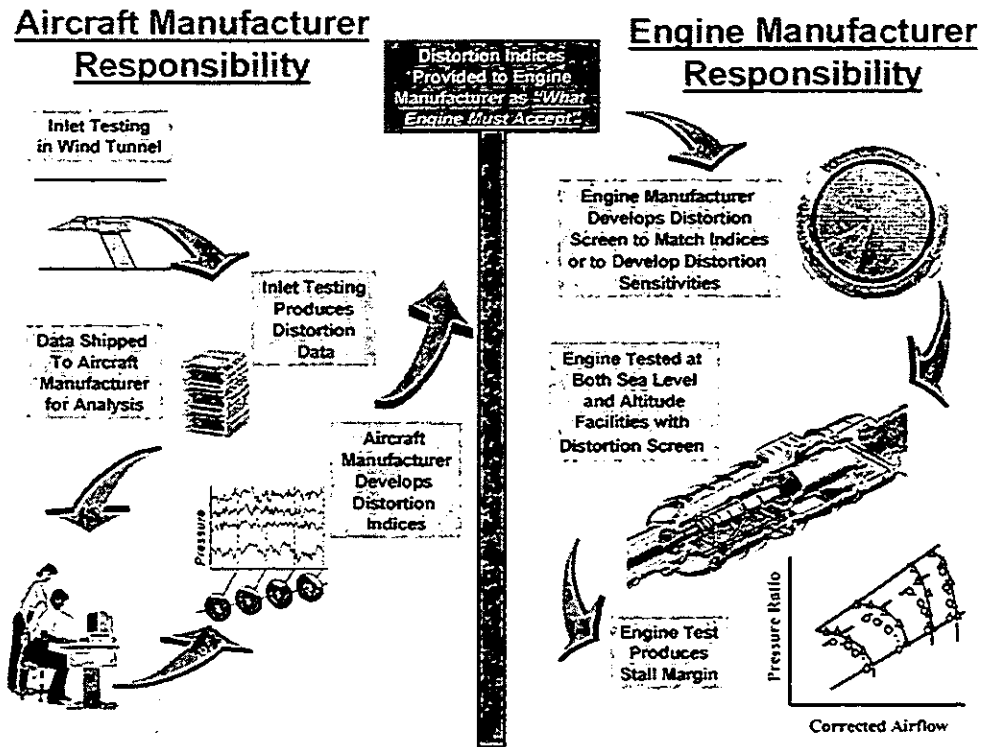 Aircraft Manufacturer
Responsibility
Inlet Testing
in Wind Tunnel
Inlet Testing
Produces
Distortion
Data
Data Shipped
To Aircraft
Manufacturer
for Analysis
Pressure
Aircraft
Manufacturer
Develops
Distortion
Indices
Distortion Indices
Provided to Engine
Manufacturer as "What
Engine Must Accept"
Engine Manufacturer
Responsibility
Engine Manufacturer
Develops Distortion
Screen to Match Indices
or to Develop Distortion
Sensitivities
Engine Tested at
Both Sea Level
and Altitude
Facilities with
Distortion Screen
Engine Test
Produces
Stall Margin
Pressure Ratio
Corrected Airflow